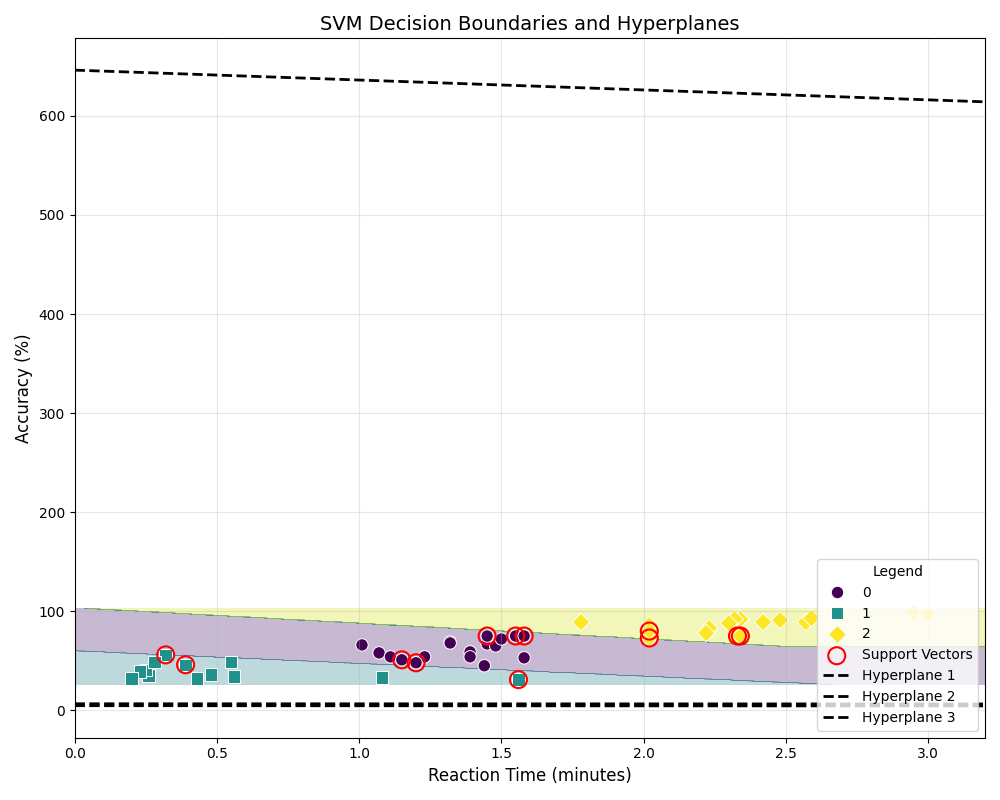 SVM Decision Boundaries and Hyperplanes
Accuracy (%)
600
500
400
300
200
100
0
0.0 0.5 1.0 1.5 2.0 2.5 3.0
Reaction Time (minutes)
Legend
0
1
2
Support Vectors
Hyperplane 1
Hyperplane 2
Hyperplane 3